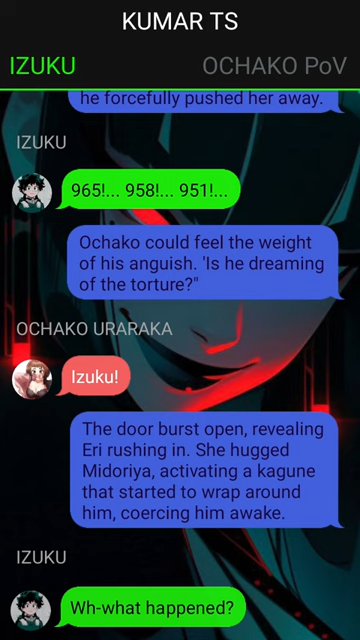 KUMAR TS
IZUKU
OCHAKO PoV
he forcefully pushed her away.
IZUKU
965!... 958!... 951!...
Ochako could feel the weight
of his anguish. 'Is he dreaming
of the torture?"
OCHAKO URARAKA
Izuku!
The door burst open, revealing
Eri rushing in. She hugged
Midoriya, activating a kagune
that started to wrap around
him, coercing him awake.
IZUKU
Wh-what happened?